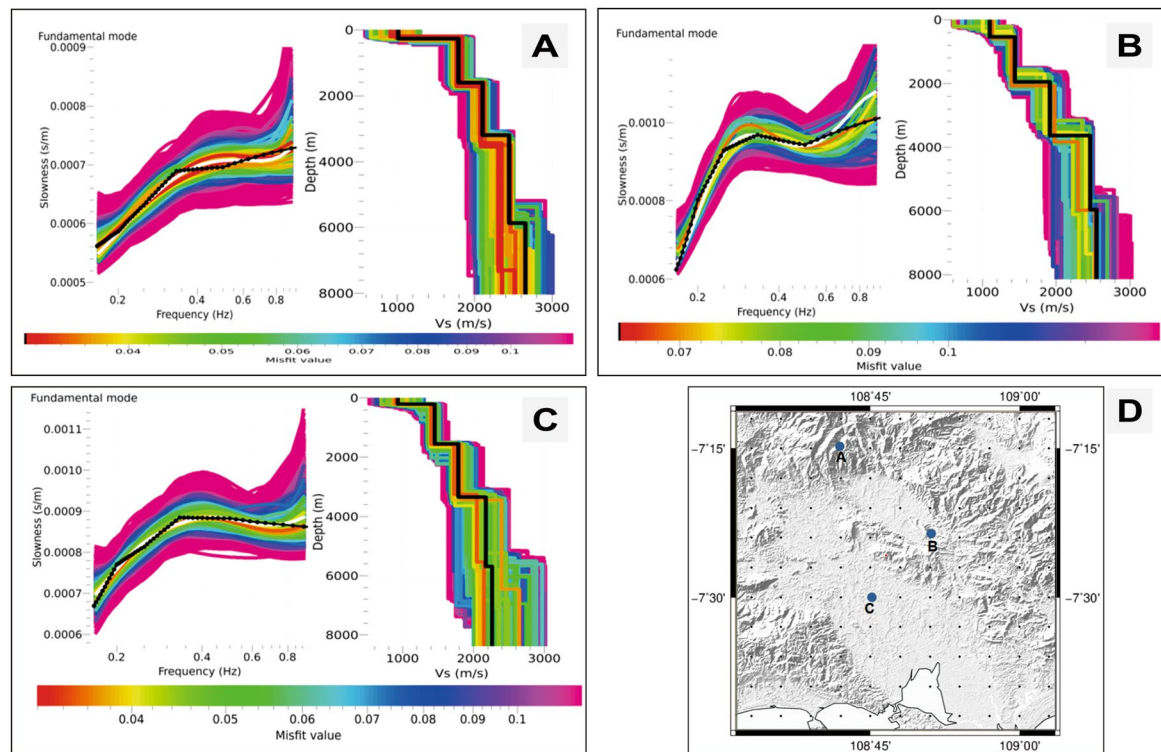 A
Fundamental mode
0.0009
0.0008
0.0007
0.0006
0.0005
Slowness (s/m)
0.2 0.4 0.6 0.8
Frequency (Hz)
0
2000
4000
6000
8000
Depth (m)
1000 2000 3000
Vs (m/s)
0.04 0.05 0.06 0.07 0.08 0.09 0.1
Misfit value
B
Fundamental mode
0.0010
0.0008
0.0006
Slowness (s/m)
0.2 0.4 0.6 0.8
Frequency (Hz)
0
2000
4000
6000
8000
Depth (m)
1000 2000 3000
Vs (m/s)
0.07 0.08 0.09 0.1
Misfit value
C
Fundamental mode
0.0011
0.0010
0.0009
0.0008
0.0007
0.0006
Slowness (s/m)
0.2 0.4 0.6 0.8
Frequency (Hz)
0
2000
4000
6000
8000
Depth (m)
1000 2000 3000
Vs (m/s)
0.04 0.05 0.06 0.07 0.08 0.09 0.1
Misfit value
D
108˚45' 109˚00'
−7˚15' −7˚15'
−7˚30' −7˚30'
A
B
C
108˚45' 109˚00'